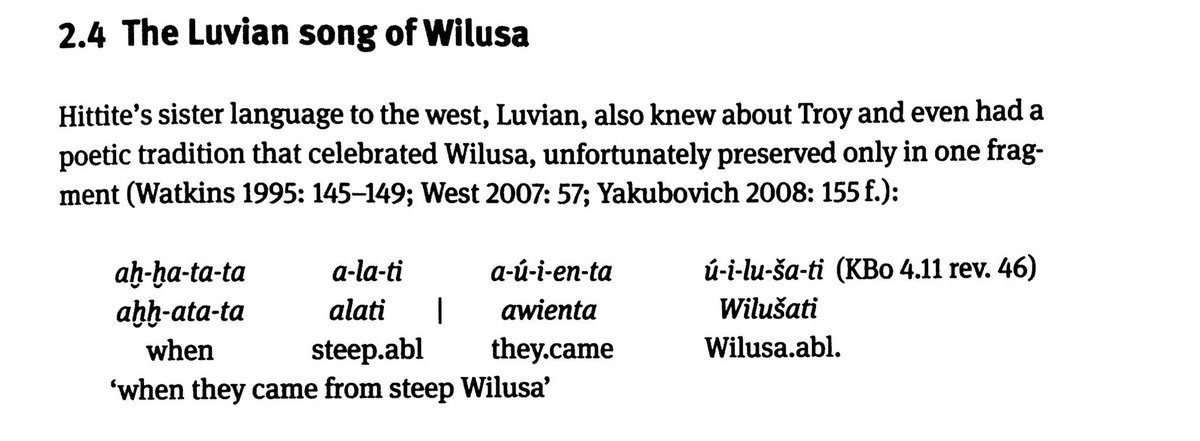 2.4 The Luvian song of Wilusa
Hittite’s sister language to the west, Luvian, also knew about Troy and even had a
poetic tradition that celebrated Wilusa, unfortunately preserved only in one frag-
ment (Watkins 1995: 145–149; West 2007: 57; Yakubovich 2008: 155 f.):
aḫ-ḫa-ta-ta a-la-ti a-ú-i-en-ta ú-i-lu-ša-ti (KBo 4.11 rev. 46)
aḫḫ-ata-ta alati | awienta Wilušati
when steep.abl they.came Wilusa.abl.
‘when they came from steep Wilusa’